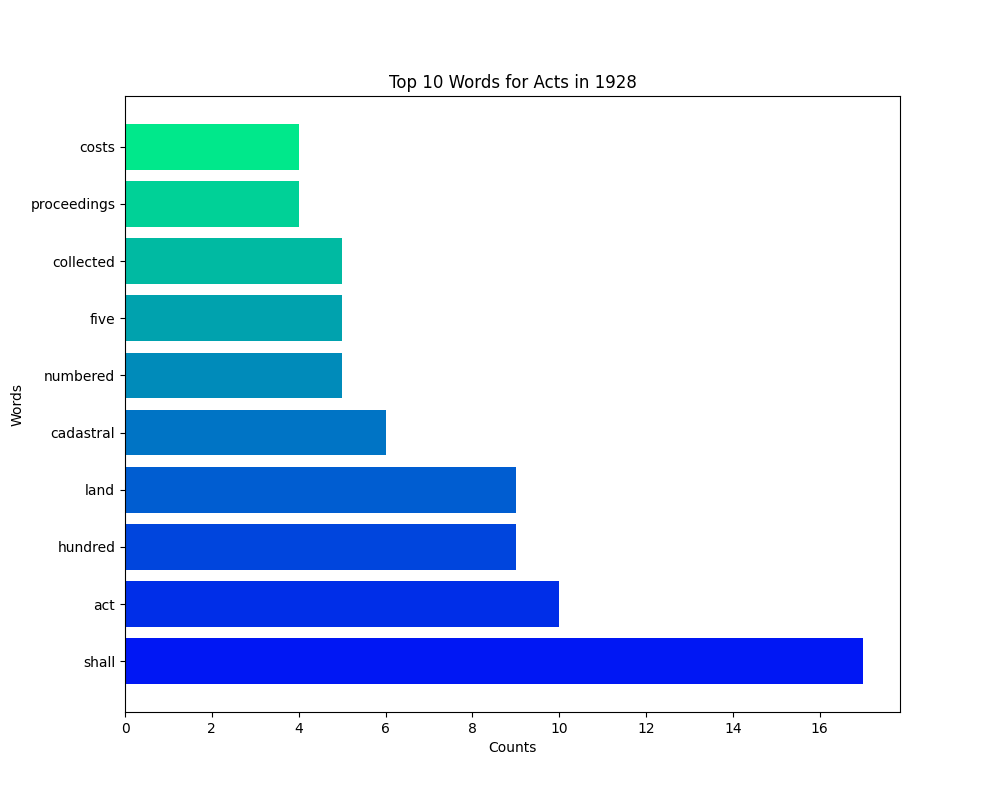 Top 10 Words for Acts in 1928
costs
proceedings
collected
five
numbered
cadastral
land
hundred
act
shall
Words
0 2 4 6 8 10 12 14 16
Counts